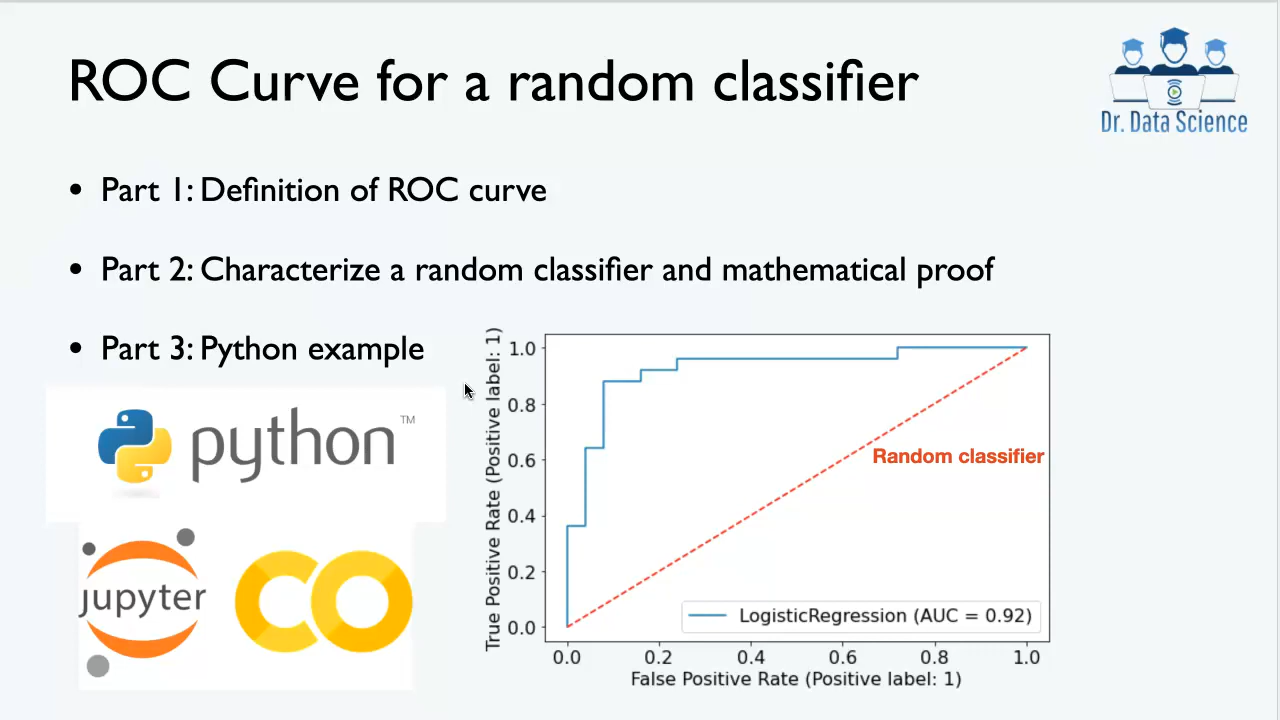 ROC Curve for a random classifier
Dr. Data Science
• Part 1: Definition of ROC curve
• Part 2: Characterize a random classifier and mathematical proof
• Part 3: Python example
python™
jupyter
CO
True Positive Rate (Positive label: 1)
1.0
0.8
0.6
0.4
0.2
0.0
Random classifier
LogisticRegression (AUC = 0.92)
0.0 0.2 0.4 0.6 0.8 1.0
False Positive Rate (Positive label: 1)